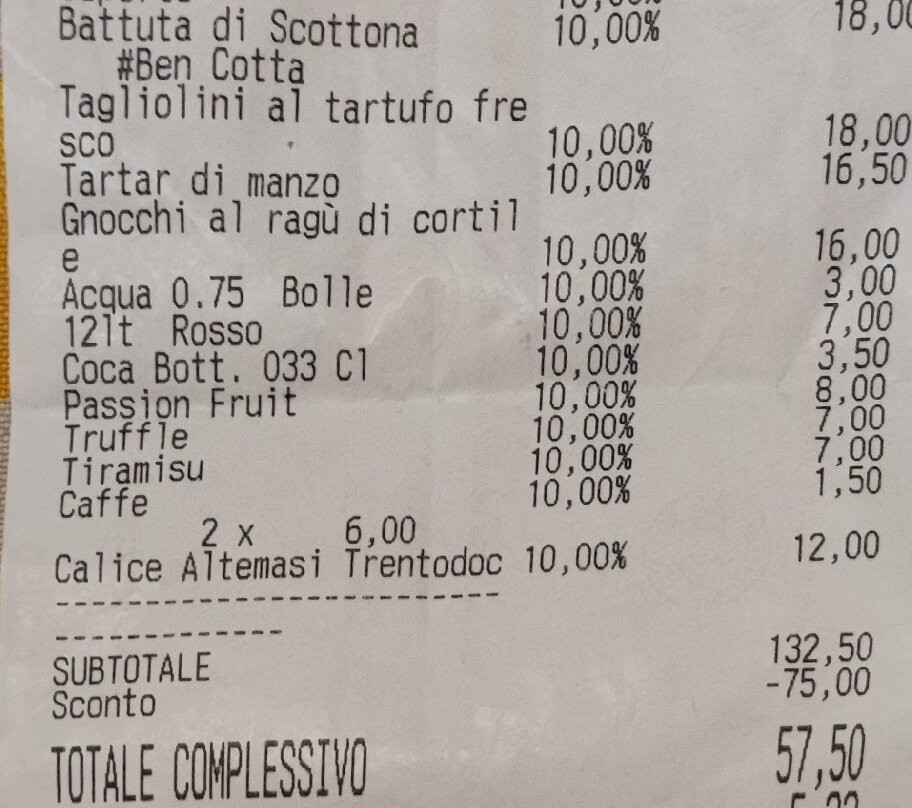 10,00%
Battuta di Scottona 10,00% 18,00
#Ben Cotta
Tagliolini al tartufo fre
sco 10,00% 18,00
Tartar di manzo 10,00% 16,50
Gnocchi al ragù di cortil
e 10,00% 16,00
Acqua 0.75 Bolle 10,00% 3,00
12lt Rosso 10,00% 7,00
Coca Bott. 033 Cl 10,00% 3,50
Passion Fruit 10,00% 8,00
Truffle 10,00% 7,00
Tiramisu 10,00% 7,00
Caffe 10,00% 1,50
2 x 6,00
Calice Altemasi Trentodoc 10,00% 12,00
-------------------------
-------------
SUBTOTALE 132,50
Sconto -75,00
TOTALE COMPLESSIVO 57,50